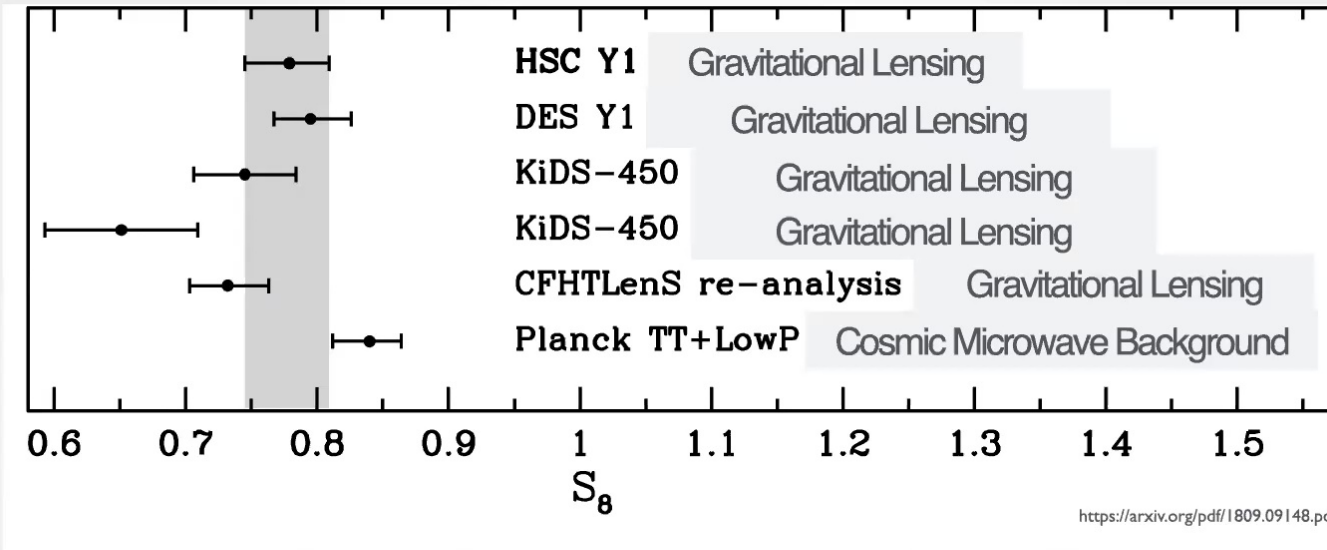 HSC Y1 Gravitational Lensing
DES Y1 Gravitational Lensing
KiDS-450 Gravitational Lensing
KiDS-450 Gravitational Lensing
CFHTLenS re-analysis Gravitational Lensing
Planck TT+LowP Cosmic Microwave Background
0.6 0.7 0.8 0.9 1 1.1 1.2 1.3 1.4 1.5
S8
https://arxiv.org/pdf/1809.09148.pd